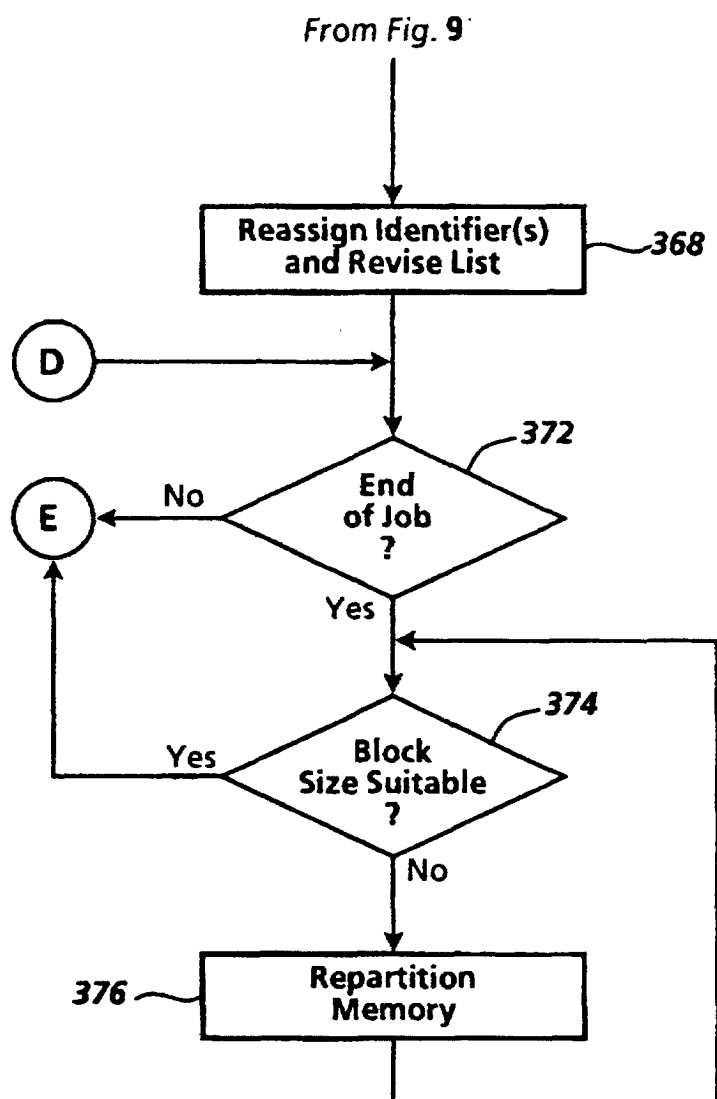 From Fig. 9
Reassign Identifier(s)
and Revise List
368
D
372
End
of Job
?
No
E
Yes
374
Block
Size Suitable
?
Yes
No
Repartition
Memory
376